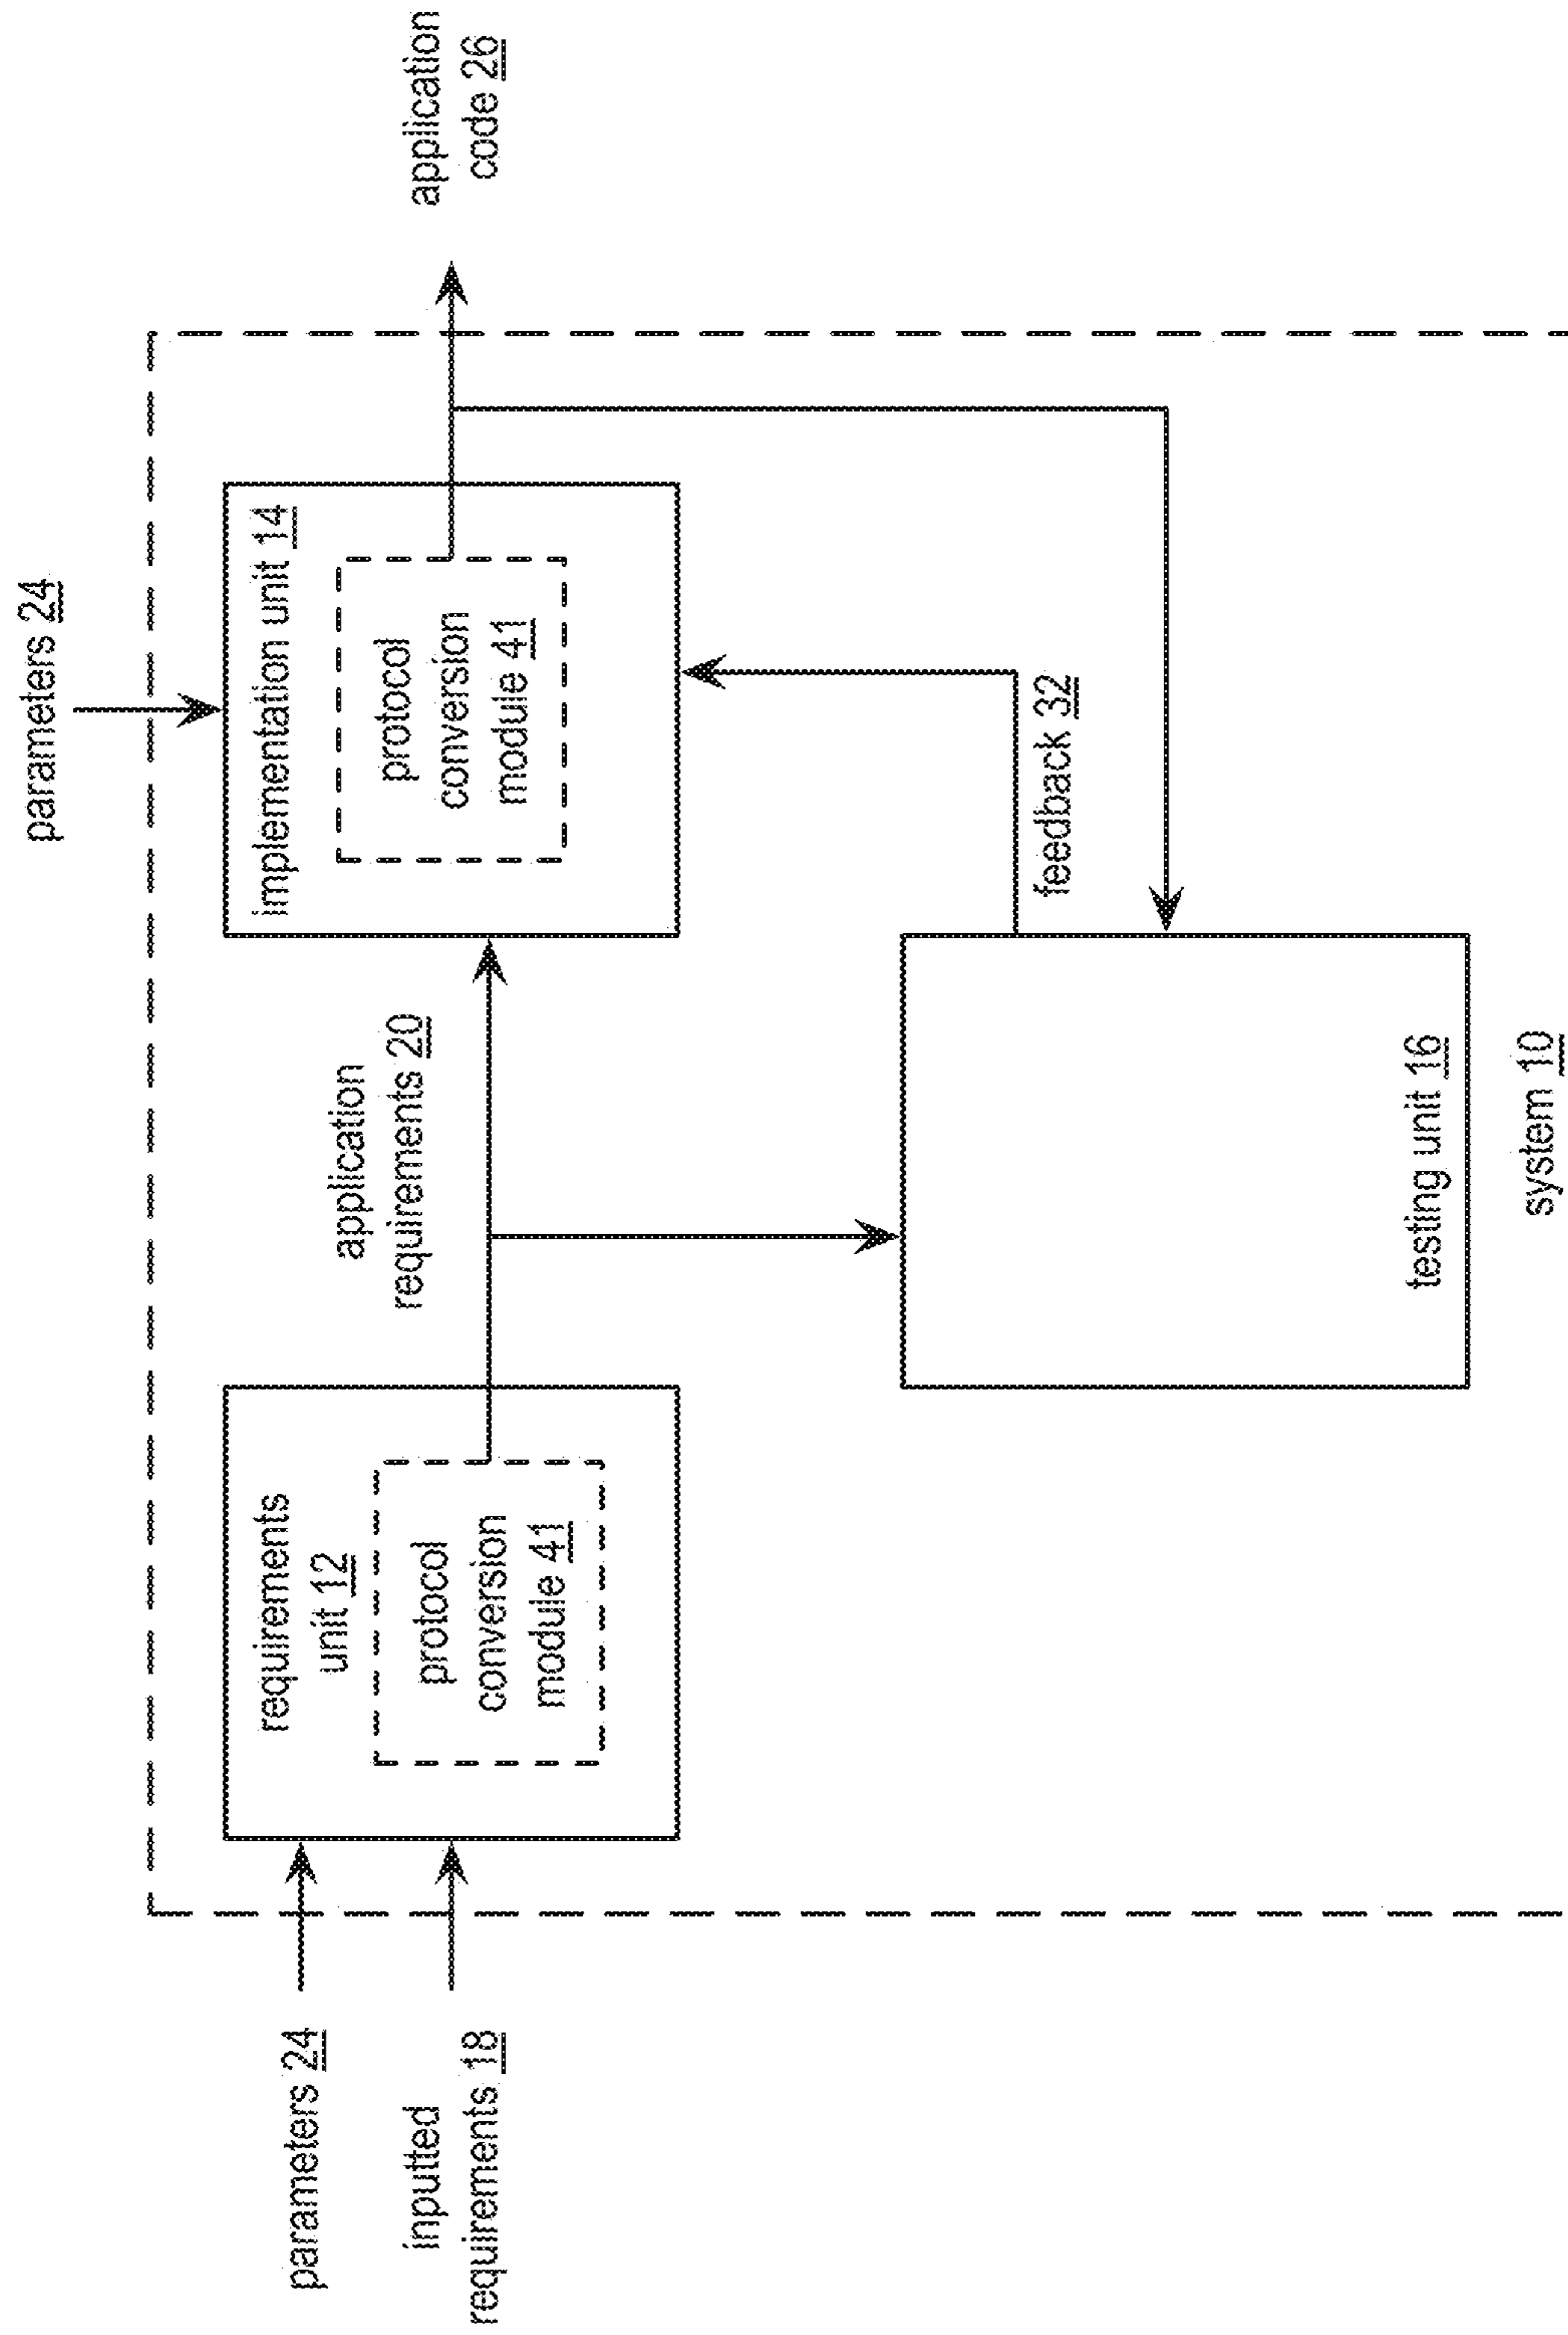 parameters 24
parameters 24
inputted
requirements 18
requirements
unit 12
protocol
conversion
module 41
application
requirements 20
implementation unit 14
protocol
conversion
module 41
application
code 26
feedback 32
testing unit 16
system 10